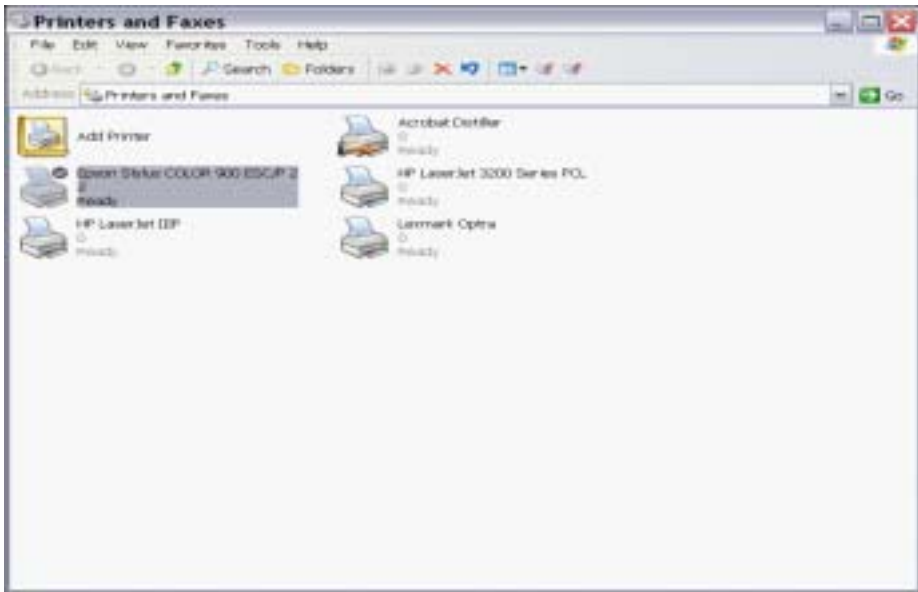 Printers and Faxes
File Edit View Favorites Tools Help
Back Search Folders
Address Printers and Faxes Go
Add Printer
Acrobat Distiller
0
Ready
Epson Stylus COLOR 900 ESC/P 2
2
Ready
HP LaserJet 3200 Series PCL
0
Ready
HP LaserJet IIIP
0
Ready
Lexmark Optra
0
Ready